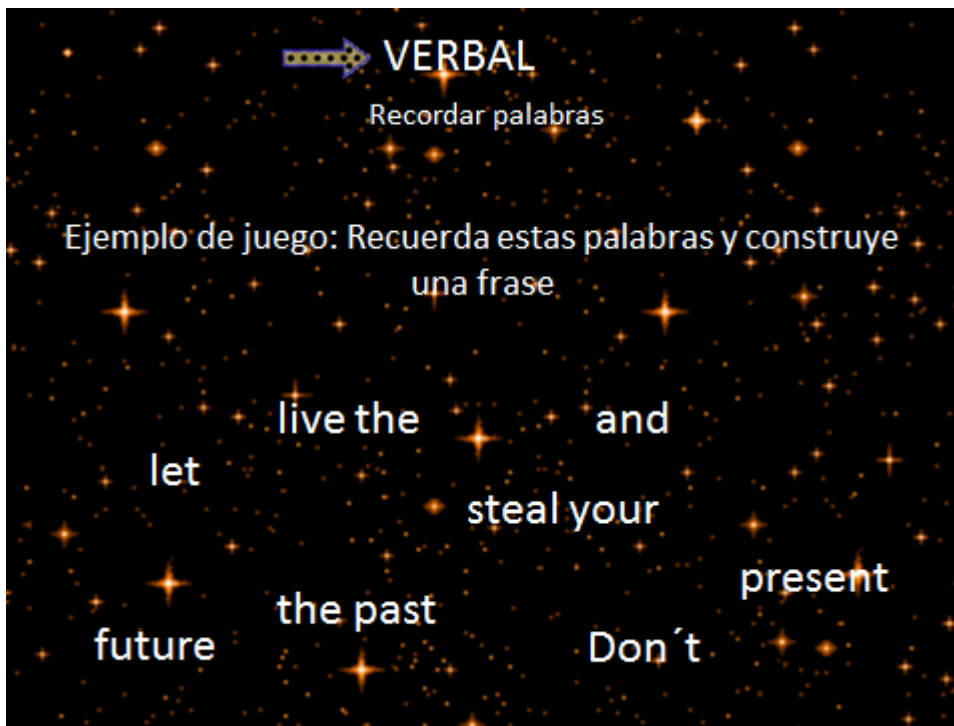 VERBAL
Recordar palabras
Ejemplo de juego: Recuerda estas palabras y construye
una frase
live the
and
let
steal your
present
the past
future
Don´t